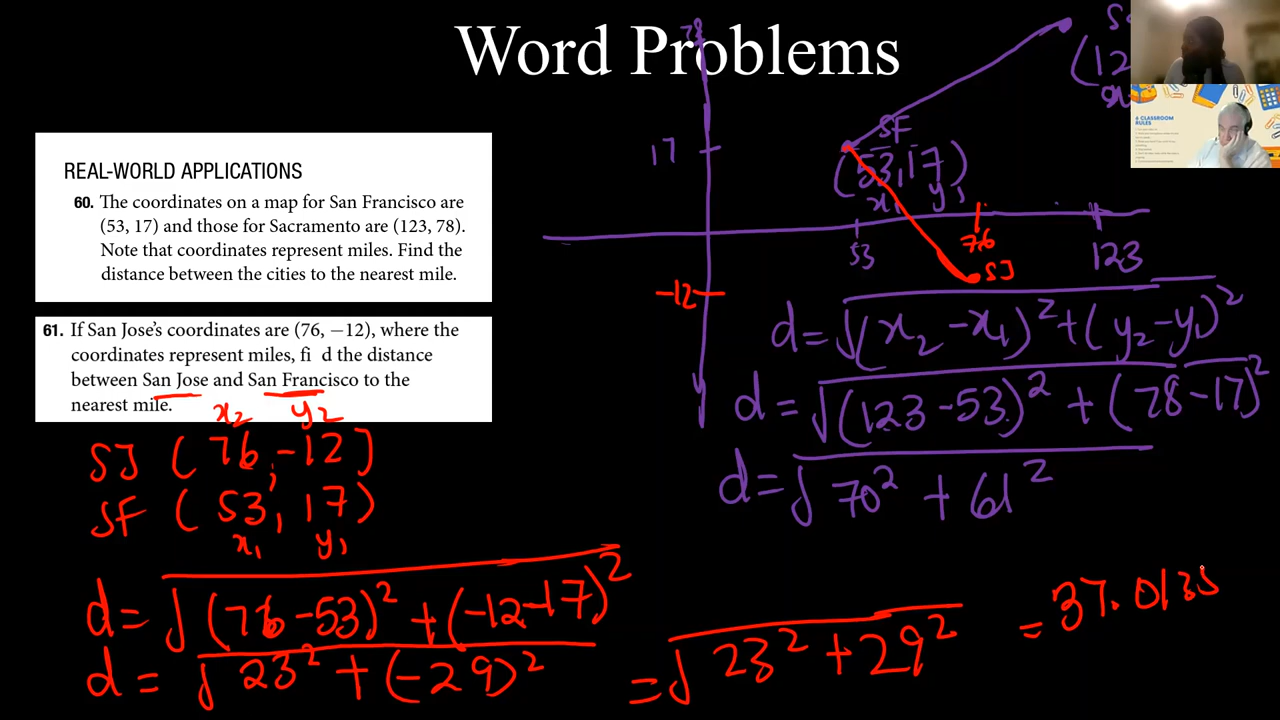 Word Problems
REAL-WORLD APPLICATIONS
60. The coordinates on a map for San Francisco are
(53, 17) and those for Sacramento are (123, 78).
Note that coordinates represent miles. Find the
distance between the cities to the nearest mile.
61. If San Jose's coordinates are (76, −12), where the
coordinates represent miles, fi d the distance
between San Jose and San Francisco to the
nearest mile.
x₂ y₂
SJ (76, -12)
SF (53, 17)
x₁ y₁
d = √(76-53)² + (-12-17)²
d = √23² + (-29)²
= √23² + 29²
= 37.0135
78
17
-12
SF
(53, 17)
x₁ y₁
53
76
SJ
123
(12
d = √(x₂ - x₁)² + (y₂ - y₁)²
d = √(123 - 53)² + (78 - 17)²
d = √70² + 61²
6 CLASSROOM
RULES